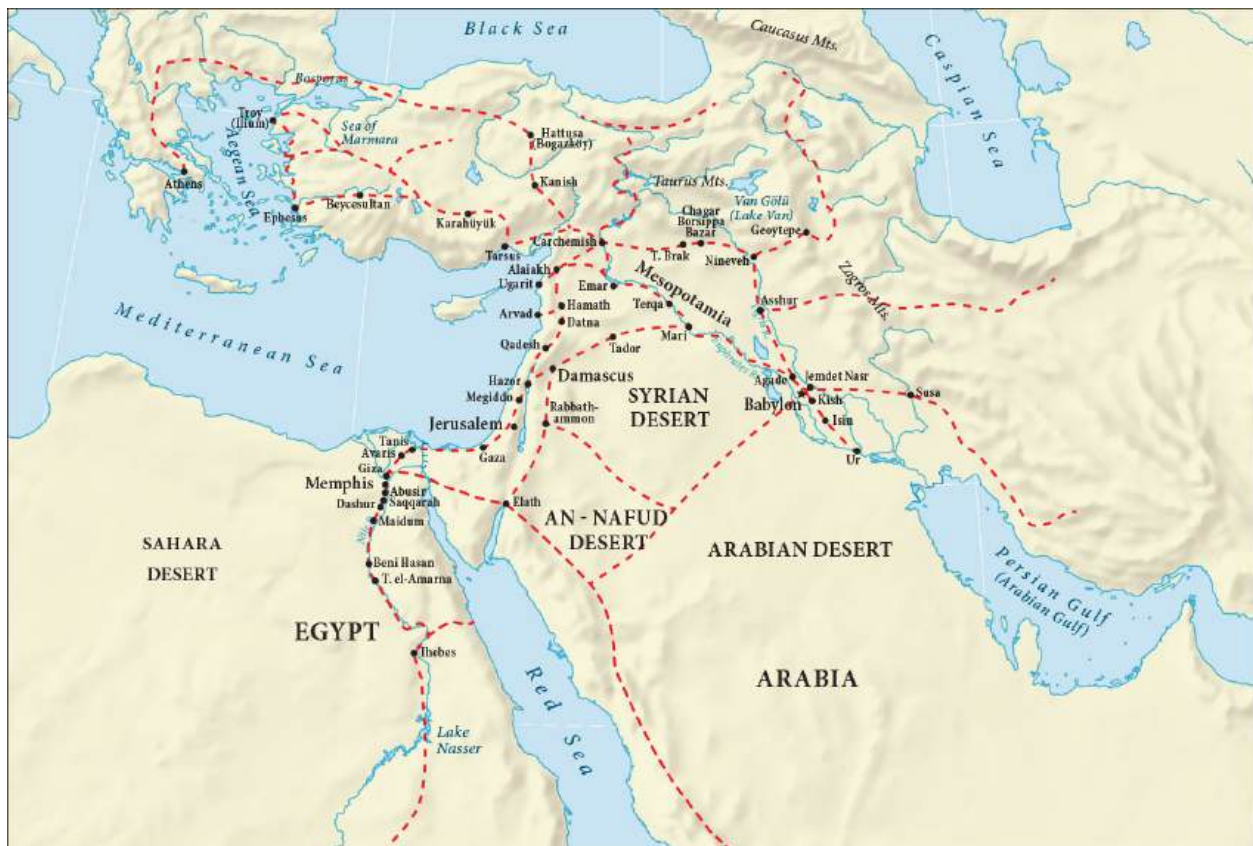 Black Sea
Caucasus Mts.
Caspian Sea
Bosporus
Troy
(Ilium)
Sea of
Marmara
Aegean Sea
Hattusa
(Bogazköy)
Athens
Kanish
Taurus Mts.
Ephesus
Beycesultan
Karahüyük
Van Gölü
(Lake Van)
Chagar
Borsippa
Bazar
Geoytepe
Tarsus
Carchemish
T. Brak
Nineveh
Alalakh
Ugarit
Emar
Mesopotamia
Zagros Mts.
Hamath
Terqa
Asshur
Arvad
Datna
Mediterranean Sea
Mari
Qadesh
Tador
Euphrates R.
Hazor
Damascus
Agade
Jemdet Nasr
Megiddo
SYRIAN
DESERT
Babylon
Kish
Susa
Rabbath-
ammon
Jerusalem
Isin
Tanis
Avaris
Gaza
Ur
Giza
Memphis
Abusir
Dashur
Saqqarah
Elath
Maidum
AN - NAFUD
DESERT
ARABIAN DESERT
SAHARA
DESERT
Nile
Beni Hasan
T. el-Amarna
Persian Gulf
(Arabian Gulf)
EGYPT
Thebes
Red Sea
ARABIA
Lake
Nasser